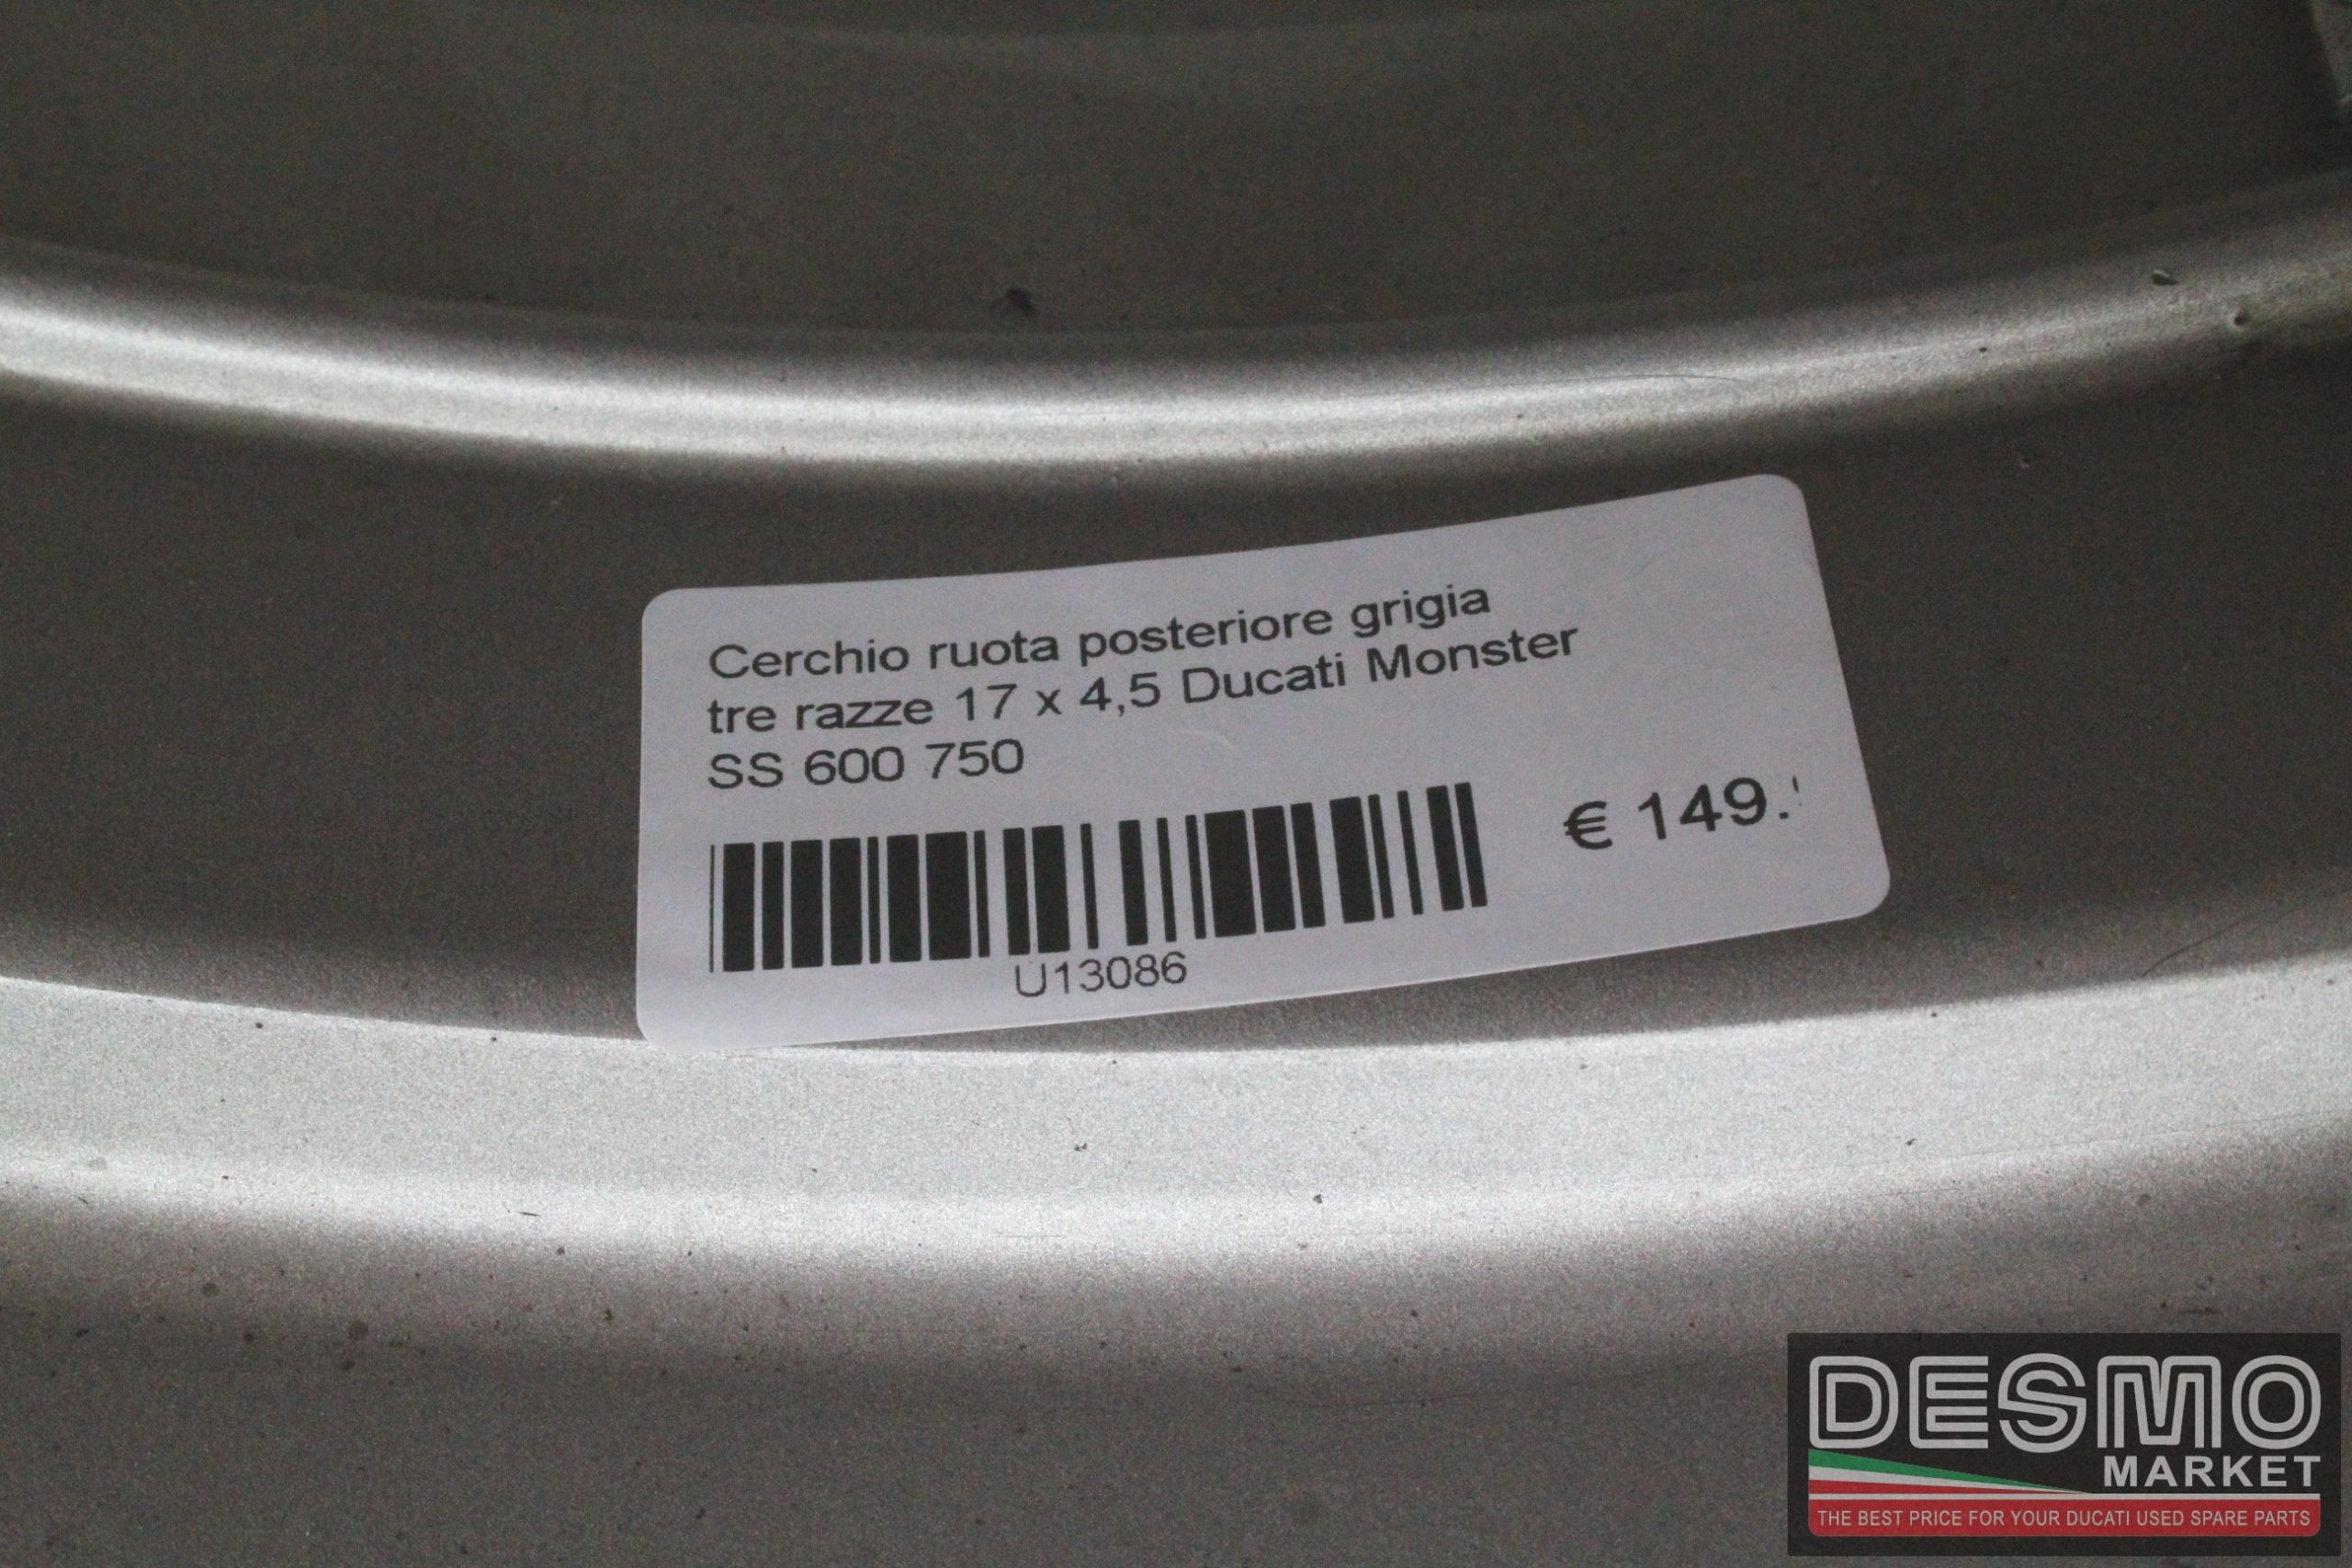 Cerchio ruota posteriore grigia
tre razze 17 x 4,5 Ducati Monster
SS 600 750
€ 149.
U13086
DESMO
MARKET
THE BEST PRICE FOR YOUR DUCATI USED SPARE PARTS